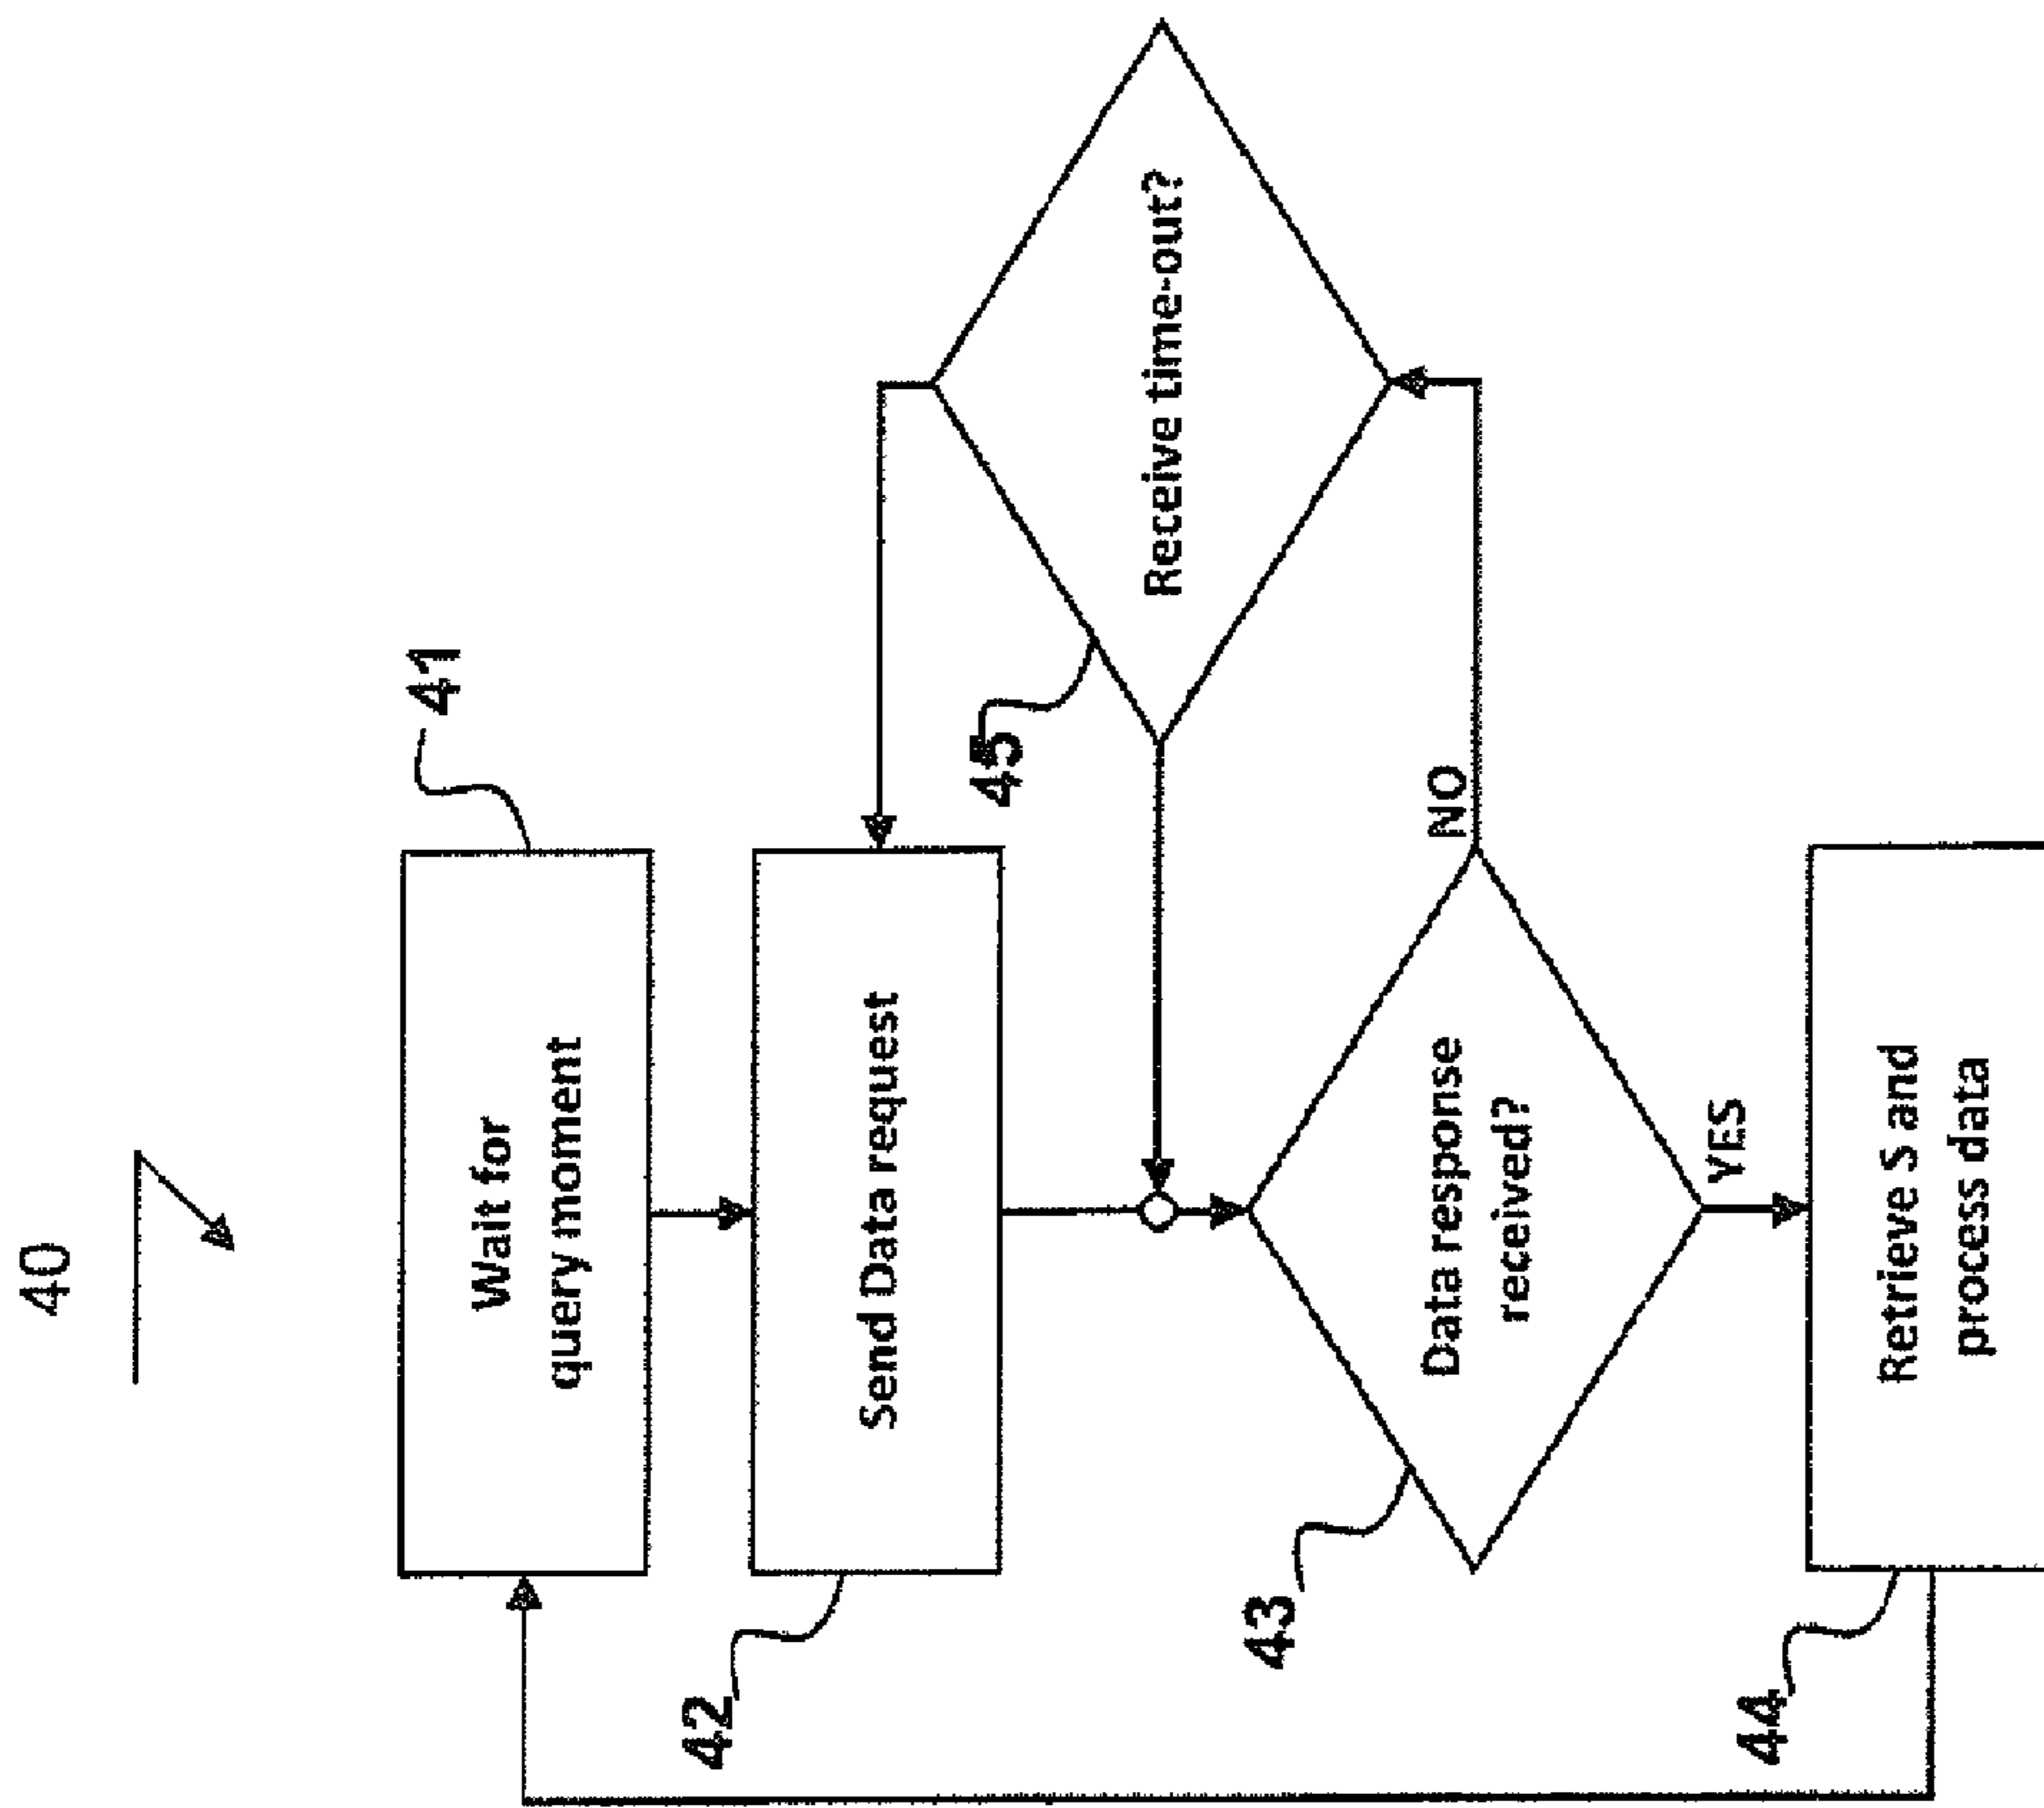 40
41
Wait for
query moment
42
Send Data request
45
Receive time-out?
43
Data response
received?
NO
YES
44
Retrieve S and
process data